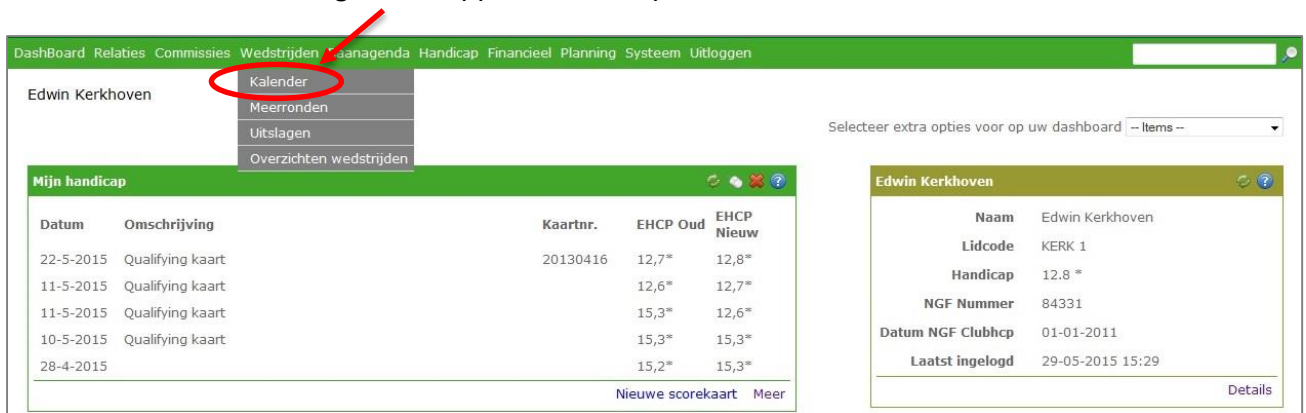 DashBoard Relaties Commissies Wedstrijden Baanagenda Handicap Financieel Planning Systeem Uitloggen
Kalender
Edwin Kerkhoven
Meerronden
Uitslagen
Selecteer extra opties voor op uw dashboard -- Items --
Overzichten wedstrijden
Mijn handicap
Datum Omschrijving Kaartnr. EHCP Oud EHCP Nieuw
22-5-2015 Qualifying kaart 20130416 12,7* 12,8*
11-5-2015 Qualifying kaart 12,6* 12,7*
11-5-2015 Qualifying kaart 15,3* 12,6*
10-5-2015 Qualifying kaart 15,3* 15,3*
28-4-2015 15,2* 15,3*
Nieuwe scorekaart Meer
Edwin Kerkhoven
Naam Edwin Kerkhoven
Lidcode KERK 1
Handicap 12.8 *
NGF Nummer 84331
Datum NGF Clubhcp 01-01-2011
Laatst ingelogd 29-05-2015 15:29
Details